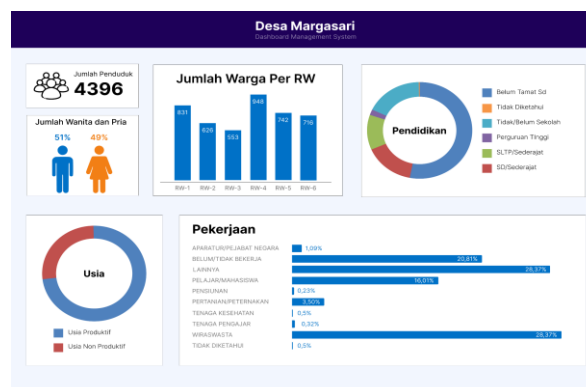 Desa Margasari
Dashboard Management System
Jumlah Penduduk
4396
Jumlah Wanita dan Pria
51% 49%
Jumlah Warga Per RW
831
626
553
948
742
716
RW-1 RW-2 RW-3 RW-4 RW-5 RW-6
Pendidikan
Belum Tamat Sd
Tidak Diketahui
Tidak/Belum Sekolah
Perguruan Tinggi
SLTP/Sederajat
SD/Sederajat
Usia
Usia Produktif
Usia Non Produktif
Pekerjaan
APARATUR/PEJABAT NEGARA 1,09%
BELUM/TIDAK BEKERJA 20,81%
LAINNYA 28,37%
PELAJAR/MAHASISWA 16,01%
PENSIUNAN 0,23%
PERTANIAN/PETERNAKAN 3,50%
TENAGA KESEHATAN 0,5%
TENAGA PENGAJAR 0,32%
WIRASWASTA 28,37%
TIDAK DIKETAHUI 0,5%